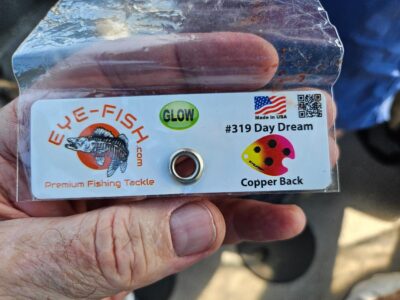 EYE-FISH.com
Premium Fishing Tackle
GLOW
Made in USA
#319 Day Dream
Copper Back